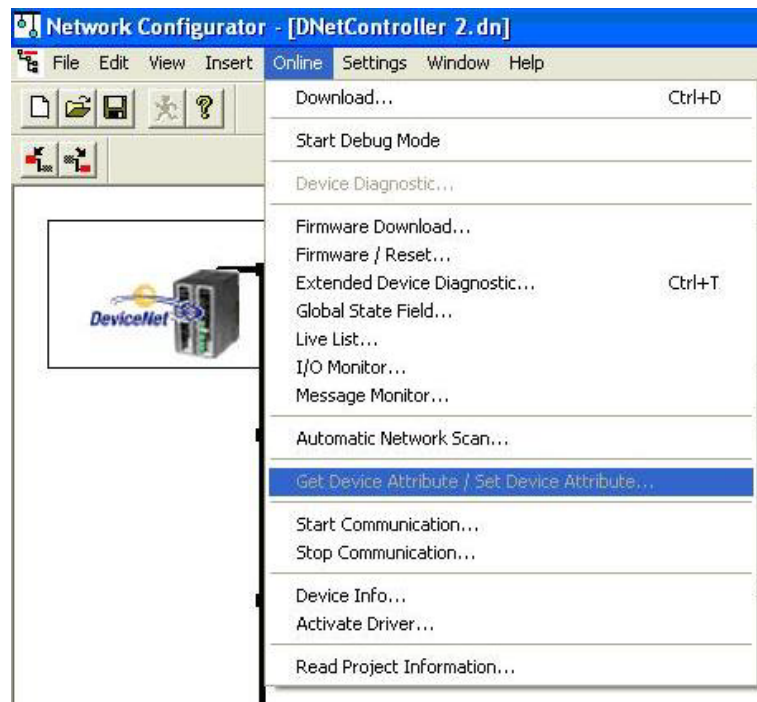 Network Configurator - [DNetController 2.dn]
File Edit View Insert Online Settings Window Help
Download... Ctrl+D
Start Debug Mode
Device Diagnostic...
Firmware Download...
Firmware / Reset...
Extended Device Diagnostic... Ctrl+T
Global State Field...
Live List...
I/O Monitor...
Message Monitor...
Automatic Network Scan...
Get Device Attribute / Set Device Attribute...
Start Communication...
Stop Communication...
Device Info...
Activate Driver...
Read Project Information...
DeviceNet